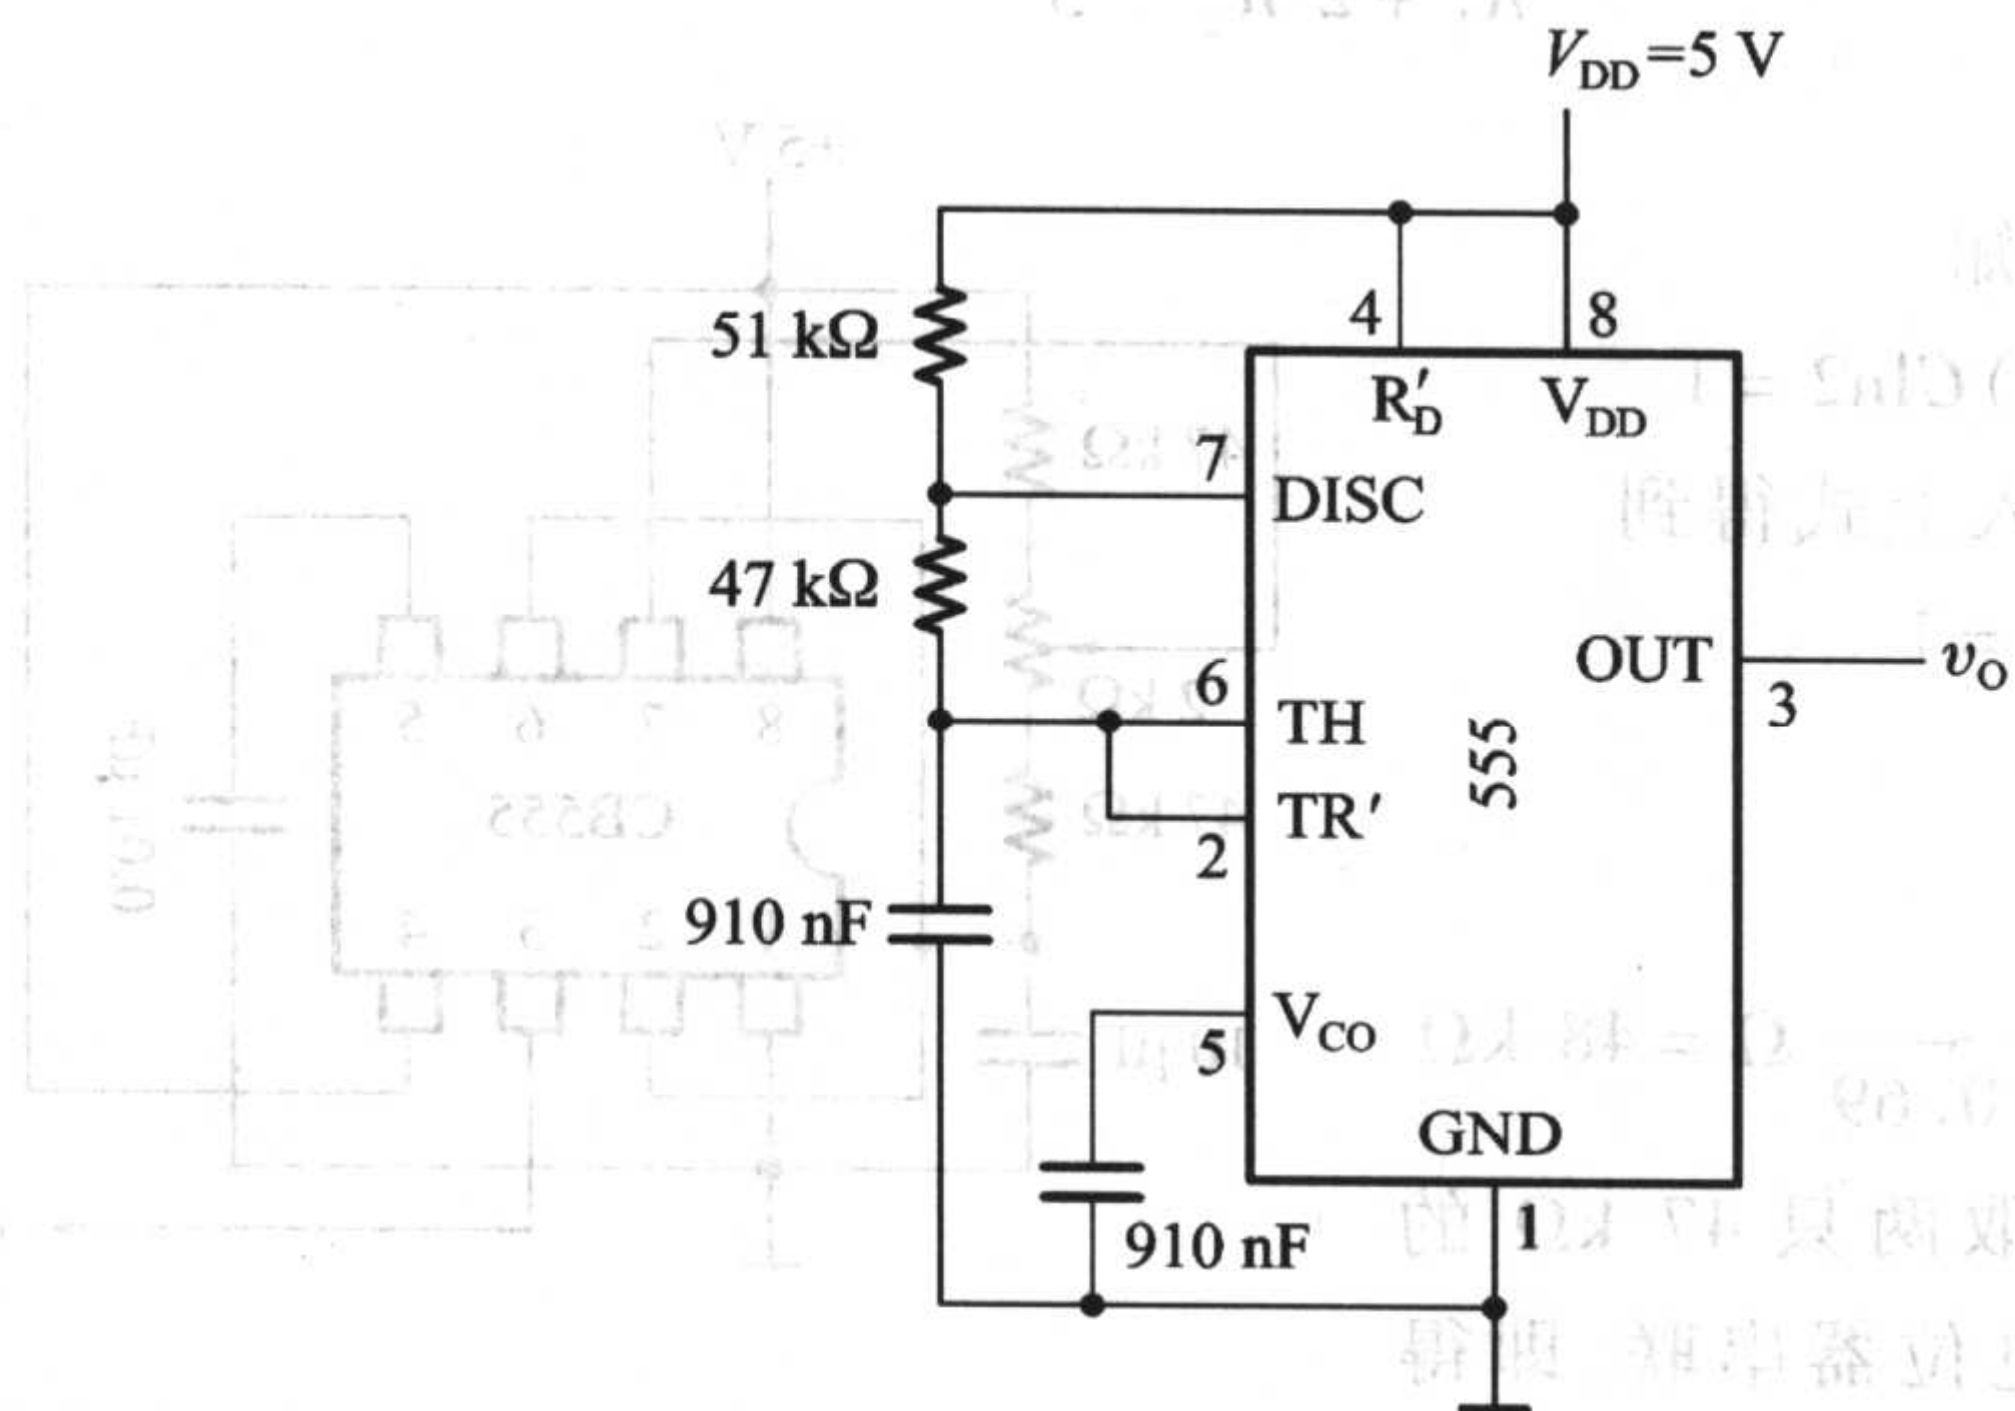 V_DD=5 V
51 kΩ
4
8
R'_D
V_DD
7
DISC
47 kΩ
OUT
v_O
3
6
TH
555
TR'
2
910 nF
V_CO
5
GND
1
910 nF